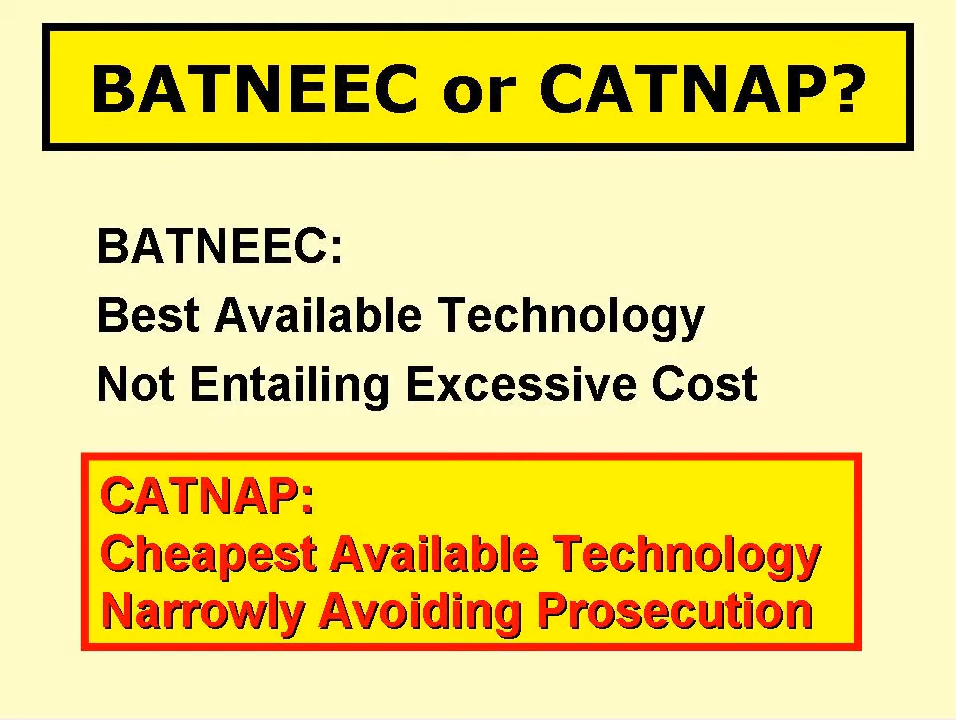 BATNEEC or CATNAP?
BATNEEC:
Best Available Technology
Not Entailing Excessive Cost
CATNAP:
Cheapest Available Technology
Narrowly Avoiding Prosecution